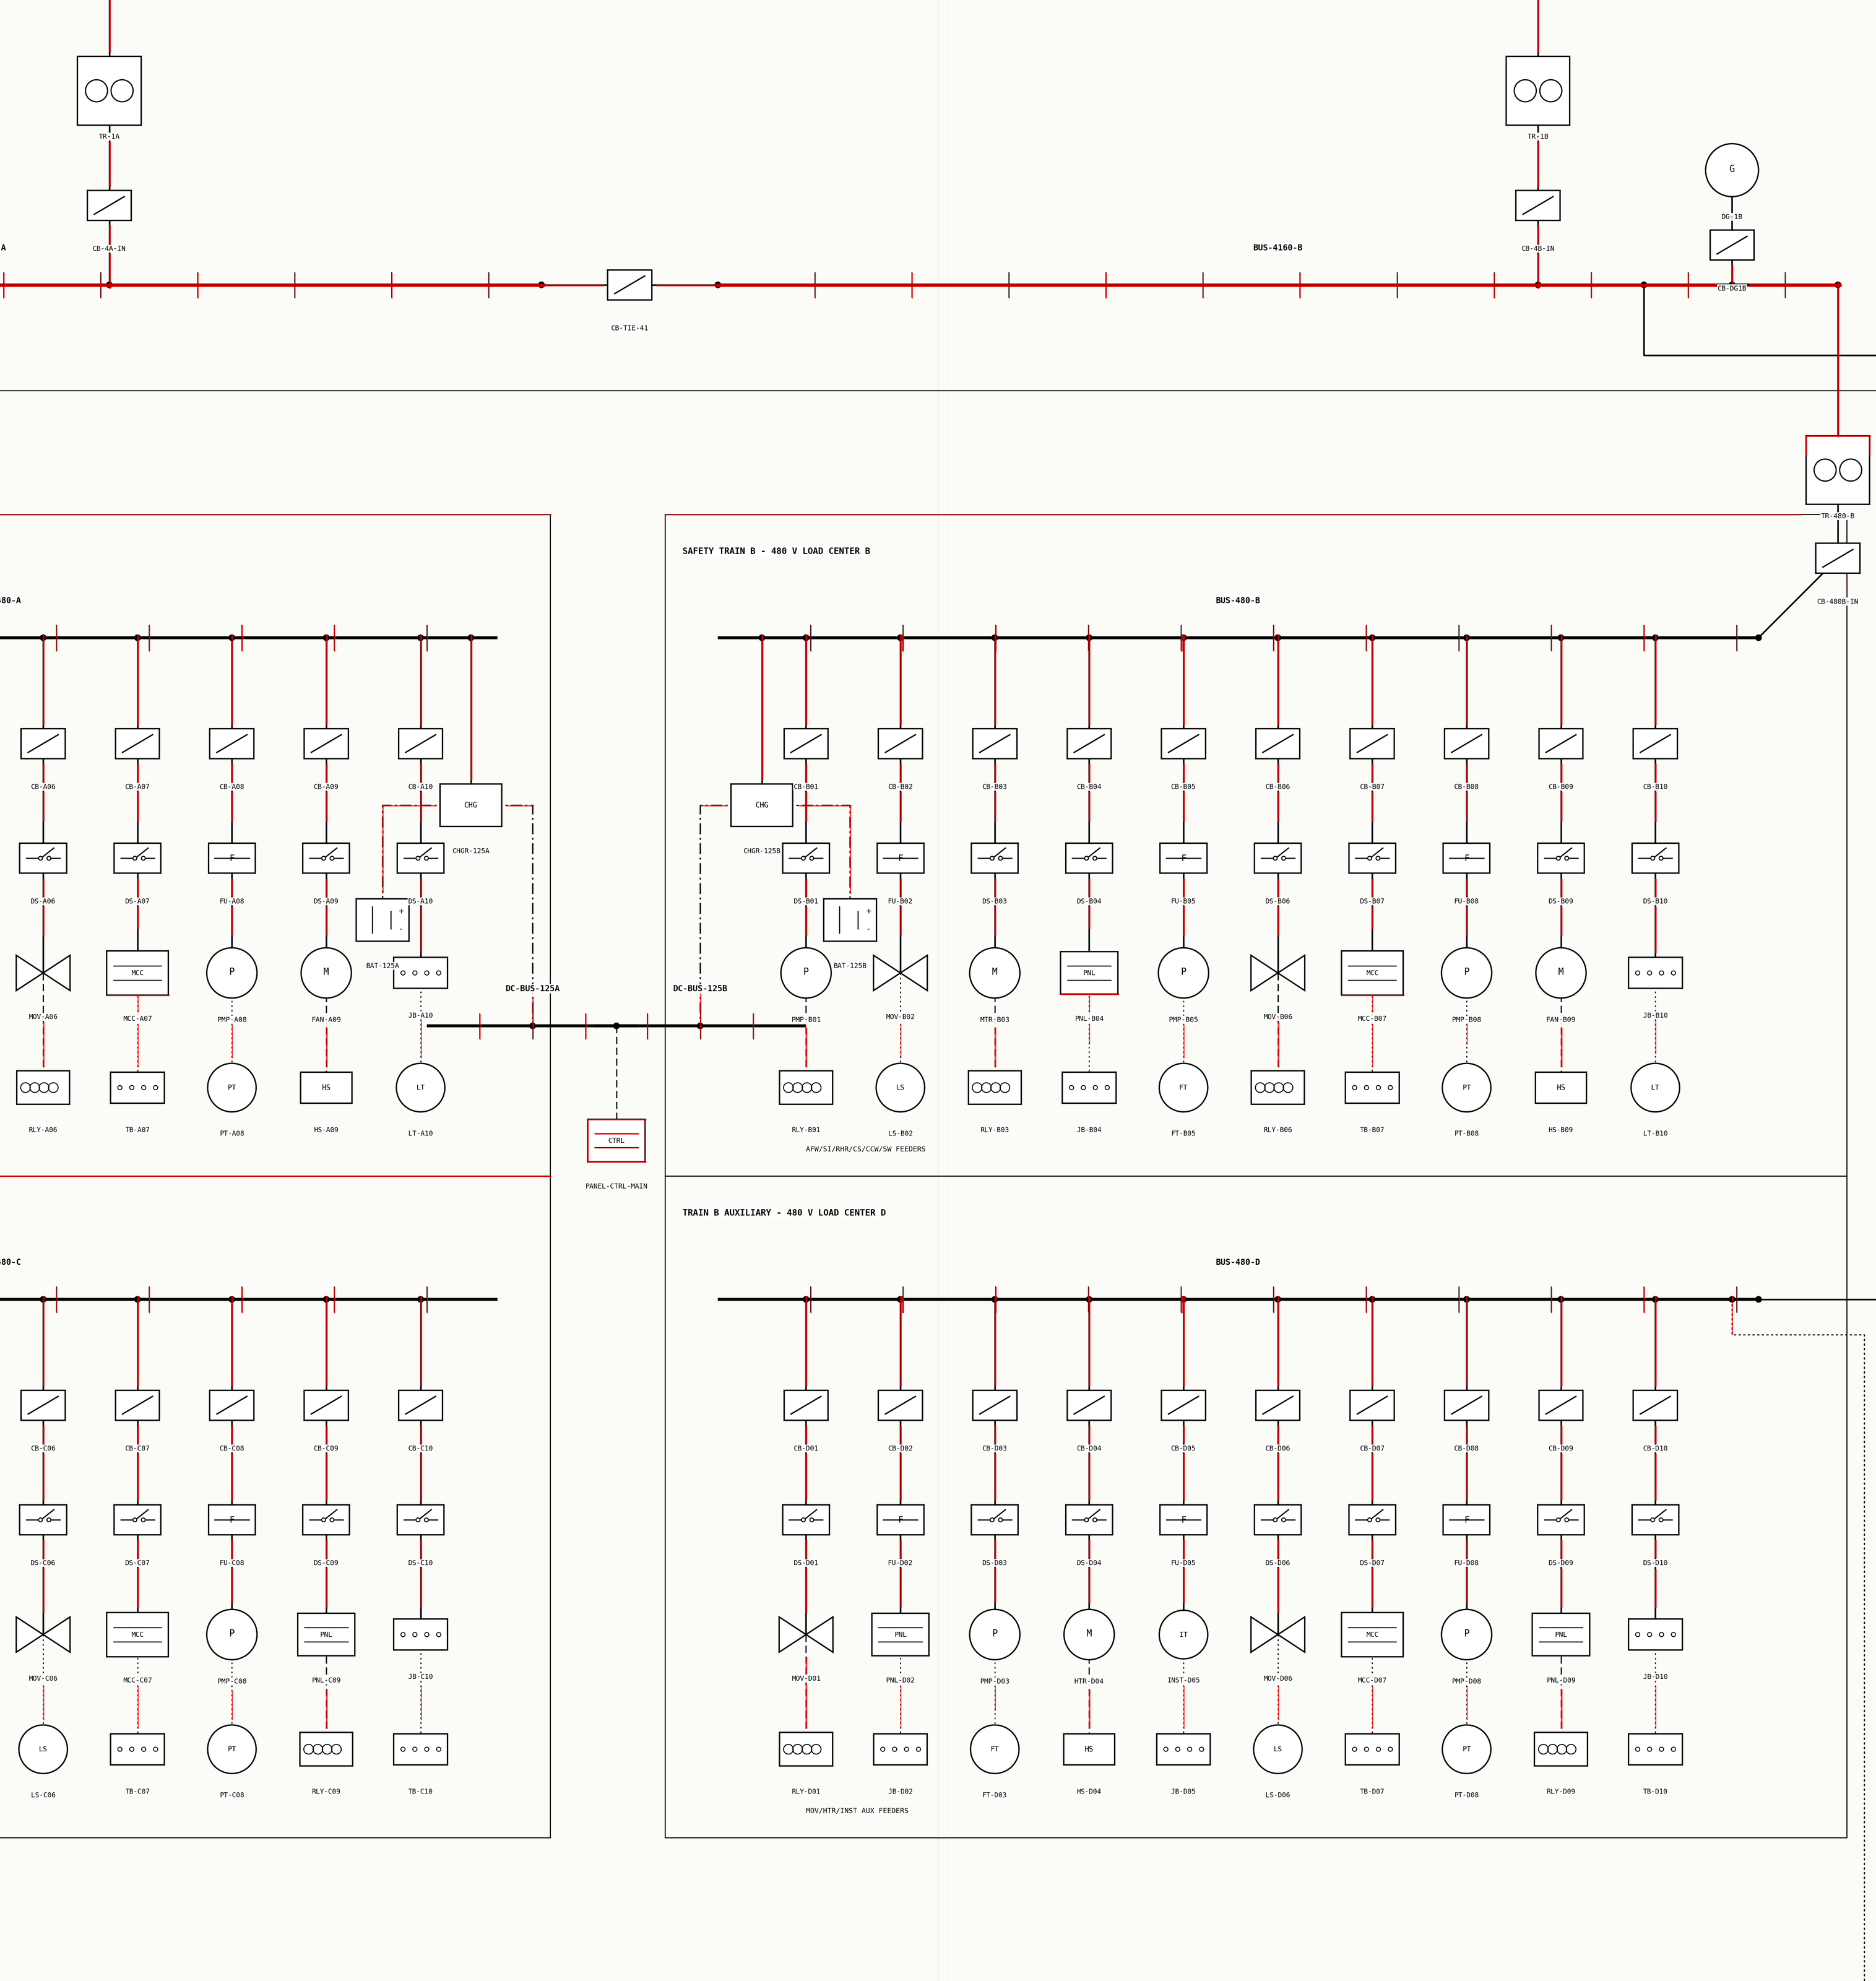 TR-1A
TR-1B
G
DG-1B
A
CB-4A-IN
BUS-4160-B
CB-4B-IN
CB-DG1B
CB-TIE-41
TR-480-B
SAFETY TRAIN B - 480 V LOAD CENTER B
80-A
BUS-480-B
CB-480B-IN
CB-A06
CB-A07
CB-A08
CB-A09
CB-A10
CB-B01
CB-B02
CB-B03
CB-B04
CB-B05
CB-B06
CB-B07
CB-B08
CB-B09
CB-B10
CHG
CHG
CHGR-125A
CHGR-125B
F
F
F
F
DS-A06
DS-A07
FU-A08
DS-A09
DS-A10
DS-B01
FU-B02
DS-B03
DS-B04
FU-B05
DS-B06
DS-B07
FU-B08
DS-B09
DS-B10
+
-
+
-
BAT-125A
BAT-125B
MCC
P
M
P
M
PNL
P
MCC
P
M
DC-BUS-125A
DC-BUS-125B
MOV-A06
MCC-A07
PMP-A08
FAN-A09
JB-A10
PMP-B01
MOV-B02
MTR-B03
PNL-B04
PMP-B05
MOV-B06
MCC-B07
PMP-B08
FAN-B09
JB-B10
PT
HS
LT
LS
FT
PT
HS
LT
RLY-A06
TB-A07
PT-A08
HS-A09
LT-A10
RLY-B01
LS-B02
RLY-B03
JB-B04
FT-B05
RLY-B06
TB-B07
PT-B08
HS-B09
LT-B10
CTRL
AFW/SI/RHR/CS/CCW/SW FEEDERS
PANEL-CTRL-MAIN
TRAIN B AUXILIARY - 480 V LOAD CENTER D
80-C
BUS-480-D
CB-C06
CB-C07
CB-C08
CB-C09
CB-C10
CB-D01
CB-D02
CB-D03
CB-D04
CB-D05
CB-D06
CB-D07
CB-D08
CB-D09
CB-D10
F
F
F
F
DS-C06
DS-C07
FU-C08
DS-C09
DS-C10
DS-D01
FU-D02
DS-D03
DS-D04
FU-D05
DS-D06
DS-D07
FU-D08
DS-D09
DS-D10
MCC
P
PNL
PNL
P
M
IT
MCC
P
PNL
MOV-C06
MCC-C07
PMP-C08
PNL-C09
JB-C10
MOV-D01
PNL-D02
PMP-D03
HTR-D04
INST-D05
MOV-D06
MCC-D07
PMP-D08
PNL-D09
JB-D10
LS
PT
FT
HS
LS
PT
LS-C06
TB-C07
PT-C08
RLY-C09
TB-C10
RLY-D01
JB-D02
FT-D03
HS-D04
JB-D05
LS-D06
TB-D07
PT-D08
RLY-D09
TB-D10
MOV/HTR/INST AUX FEEDERS